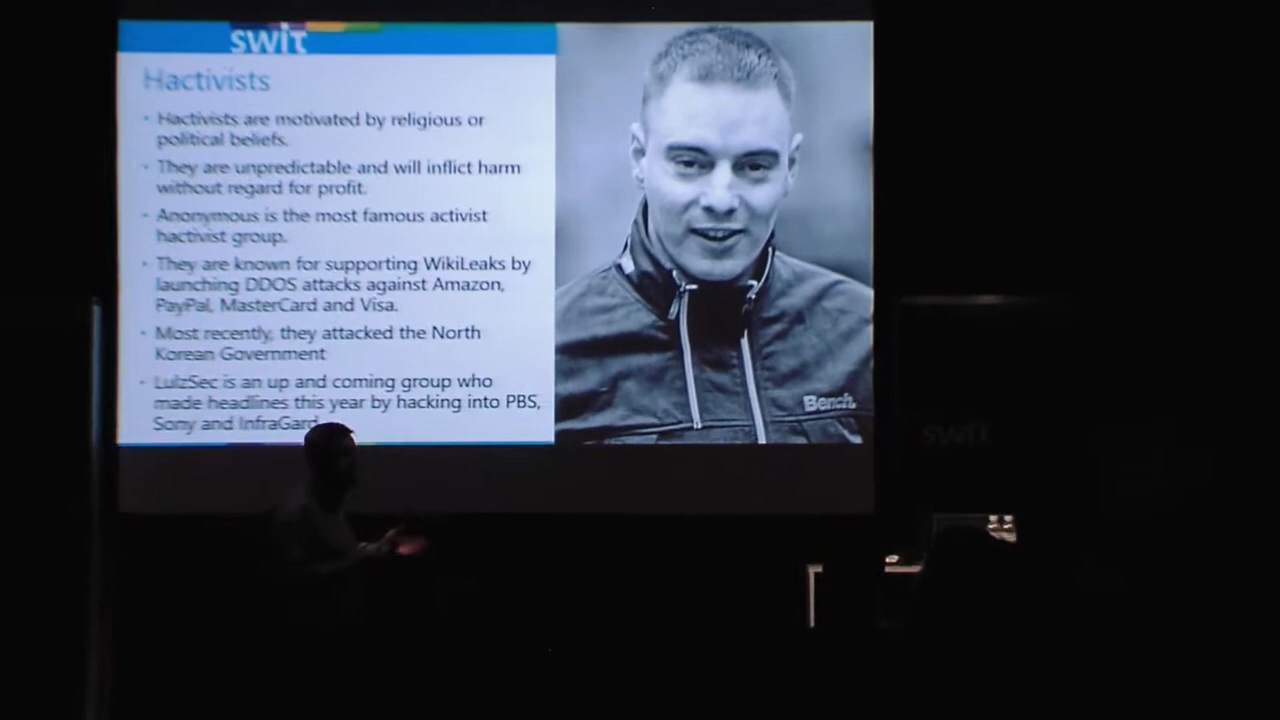 swit
Hactivists
Hactivists are motivated by religious or
political beliefs.
They are unpredictable and will inflict harm
without regard for profit.
Anonymous is the most famous activist
hactivist group.
They are known for supporting WikiLeaks by
launching DDOS attacks against Amazon,
PayPal, MasterCard and Visa.
Most recently, they attacked the North
Korean Government
LulzSec is an up and coming group who
made headlines this year by hacking into PBS,
Sony and InfraGard
Bench.
swit